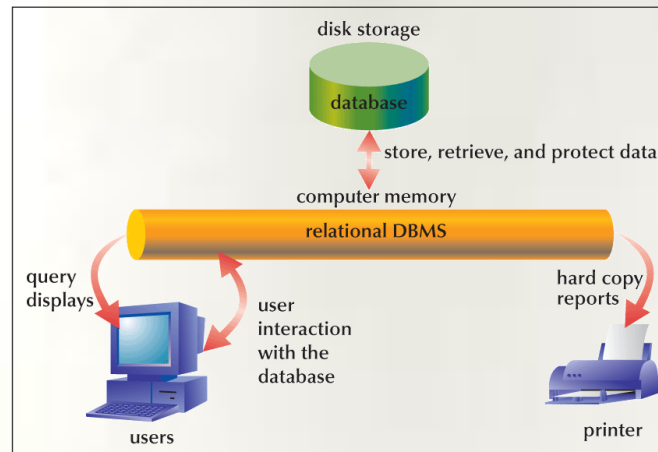 disk storage
database
store, retrieve, and protect data
computer memory
relational DBMS
query
displays
user
interaction
with the
database
hard copy
reports
users
printer